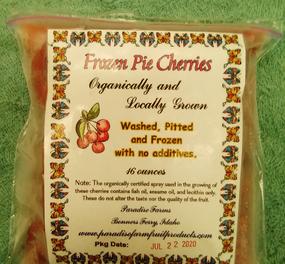 Frozen Pie Cherries
Organically and
Locally Grown
Washed, Pitted
and Frozen
with no additives.
16 ounces
Note: The organically certified spray used in the growing of
these cherries contains fish oil, sesame oil, and lecithin only.
These do not alter the taste nor the quality of the fruit.
Paradise Farms
Bonners Ferry, Idaho
www.paradisefarmfruitproducts.com
Pkg Date: JUL 22 2020